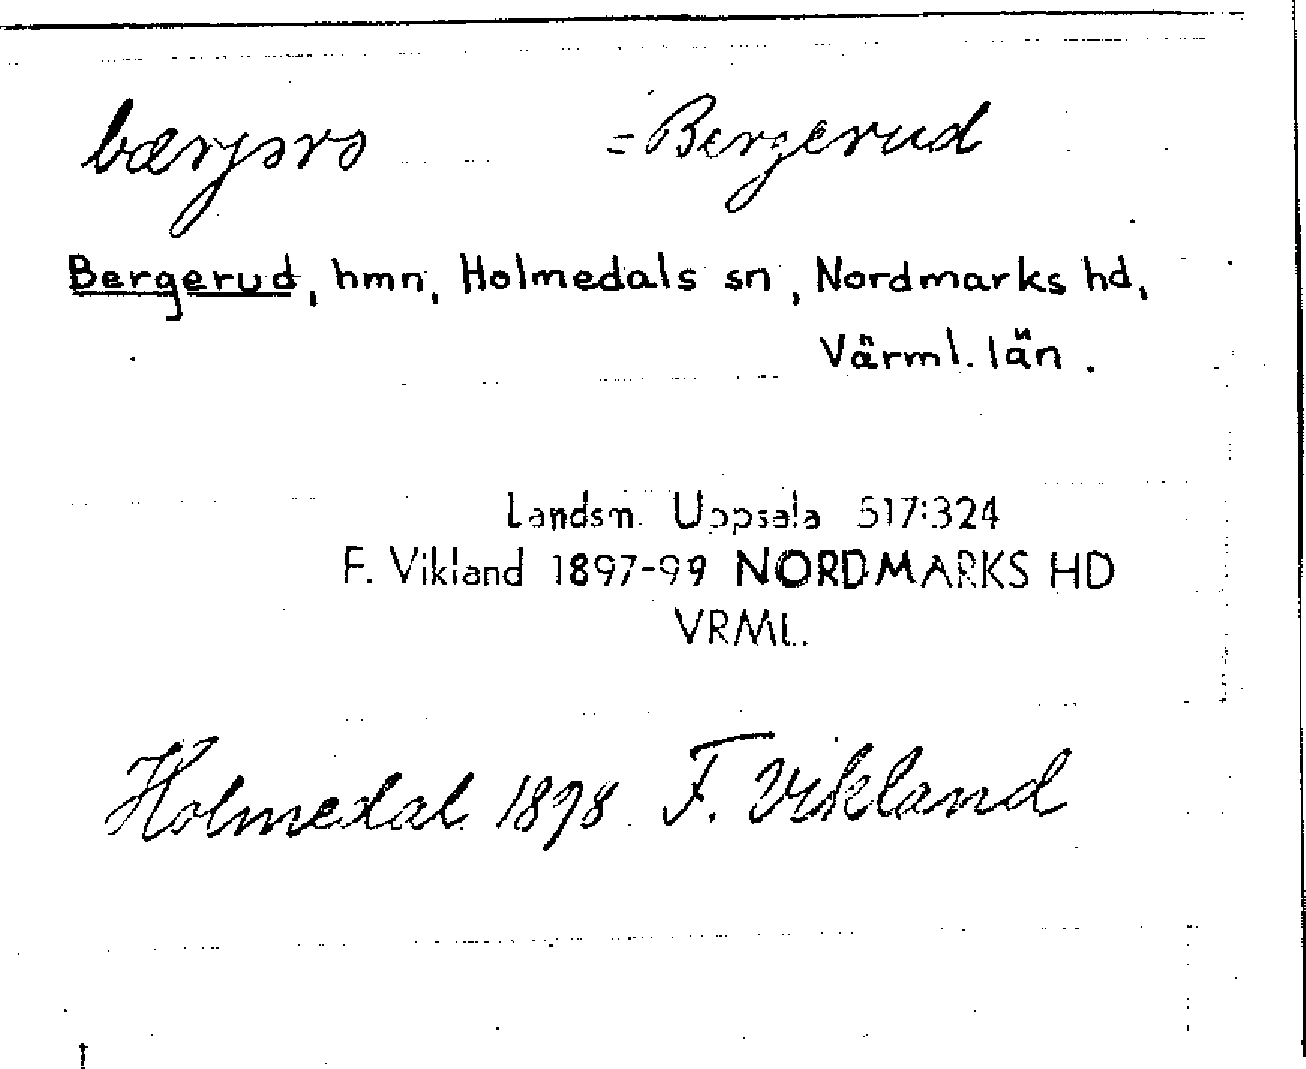 bærjərə = Bergerud
Bergerud, hmn, Holmedals sn, Nordmarks hd,
Värml. län.
Landsm. Uppsala 517:324
F. Vikland 1897-99 NORDMARKS HD
VRML.
Holmedal 1898 F. Vikland